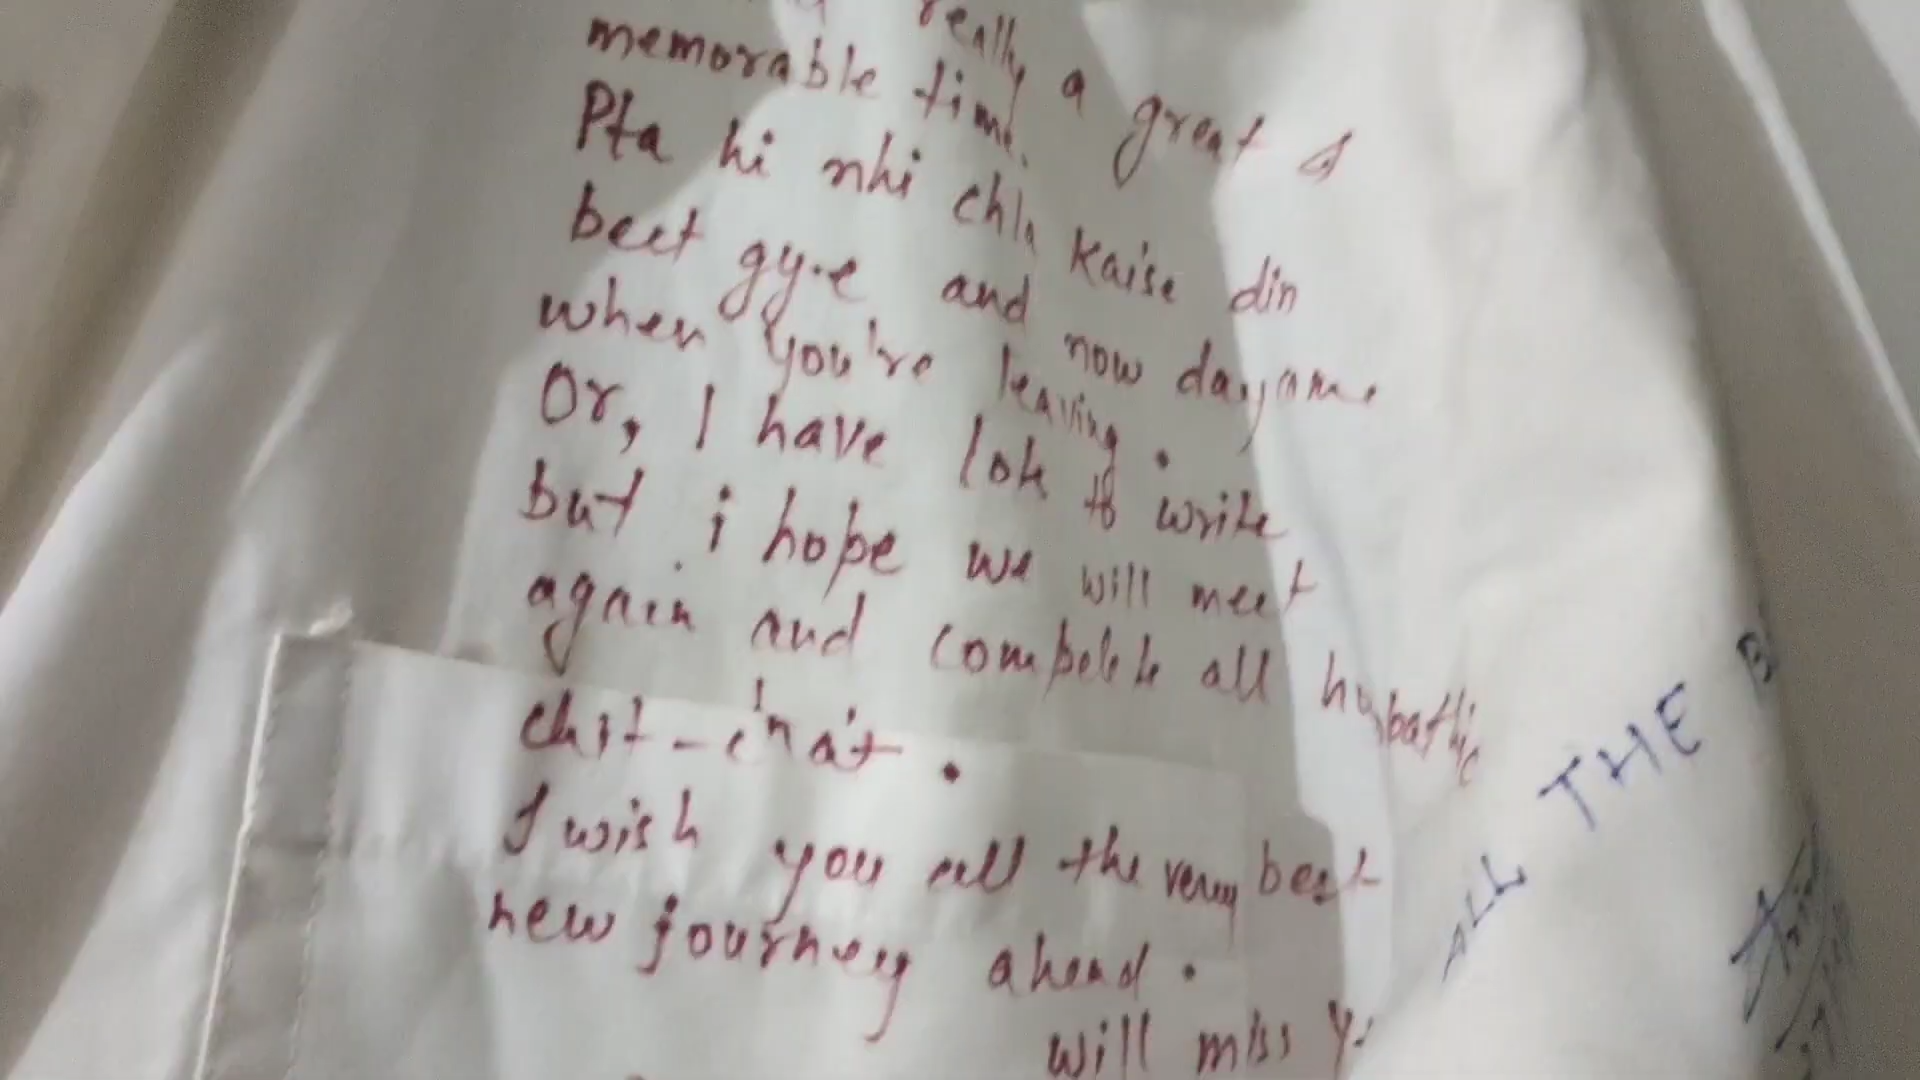 really a great &
memorable time.
Pta hi nhi chla kaise din
beet gye and now day came
when you're leaving.
Or, I have lots to write
but i hope we will meet
again and compelete all
chit-chat.
I wish you all the very best
new journey ahead.
will miss
ALL THE